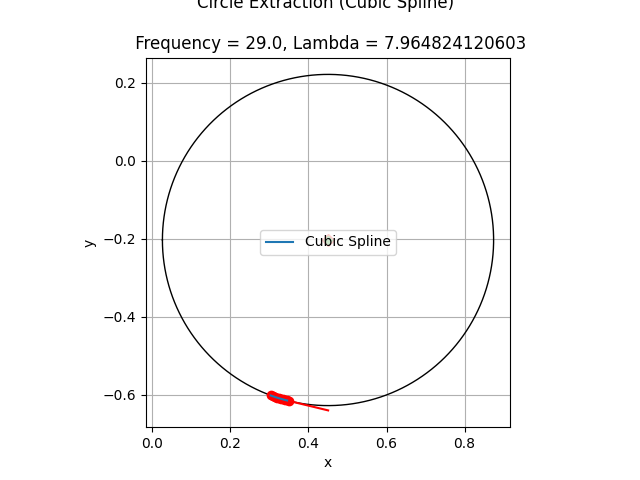 Circle Extraction (Cubic Spline)
Frequency = 29.0, Lambda = 7.964824120603
0.2
0.0
−0.2
−0.4
−0.6
y
Cubic Spline
0.0 0.2 0.4 0.6 0.8
x